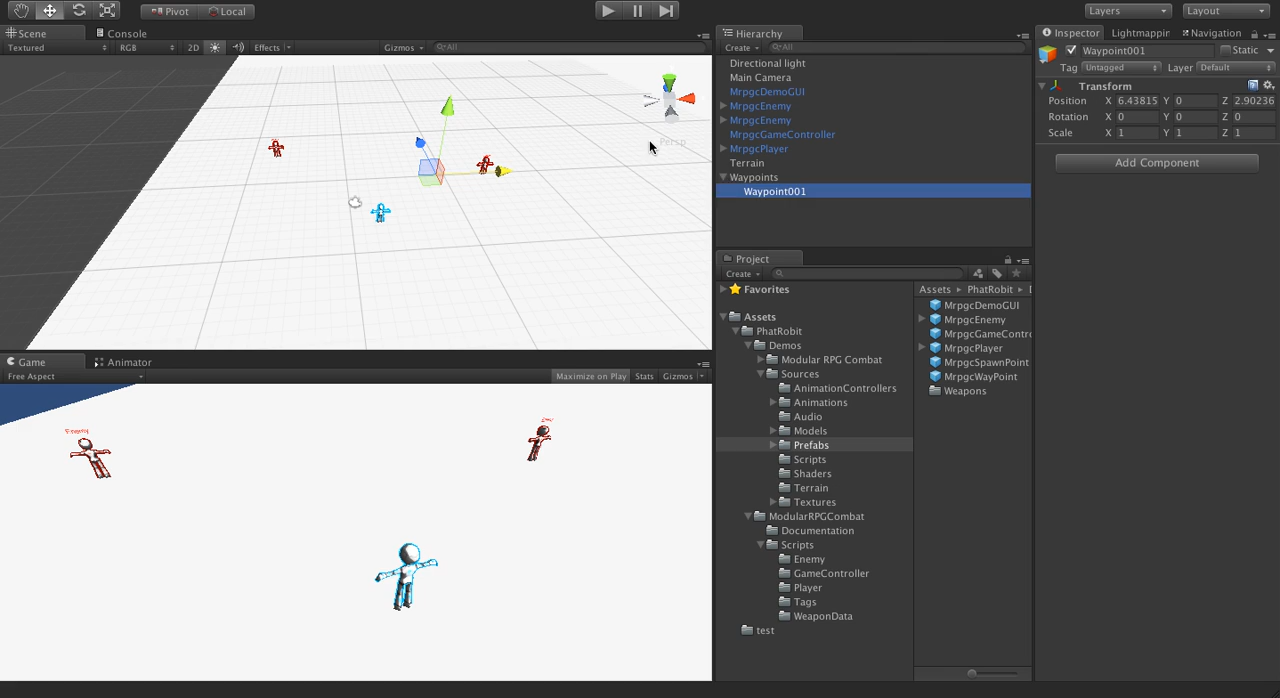 Pivot Local
Layers Layout
Scene Console
Textured RGB 2D Effects Gizmos All
Persp
Game Animator
Free Aspect Maximize on Play Stats Gizmos
Hierarchy
Create All
Directional light
Main Camera
MrpgcDemoGUI
MrpgcEnemy
MrpgcEnemy
MrpgcGameController
MrpgcPlayer
Terrain
Waypoints
Waypoint001
Project
Create
Favorites
Assets
PhatRobit
Demos
Modular RPG Combat
Sources
AnimationControllers
Animations
Audio
Models
Prefabs
Scripts
Shaders
Terrain
Textures
ModularRPGCombat
Documentation
Scripts
Enemy
GameController
Player
Tags
WeaponData
test
Assets PhatRobit
MrpgcDemoGUI
MrpgcEnemy
MrpgcGameContro
MrpgcPlayer
MrpgcSpawnPoint
MrpgcWayPoint
Weapons
Inspector Lightmappin Navigation
Waypoint001 Static
Tag Untagged Layer Default
Transform
Position X 6.43815 Y 0 Z 2.90236
Rotation X 0 Y 0 Z 0
Scale X 1 Y 1 Z 1
Add Component